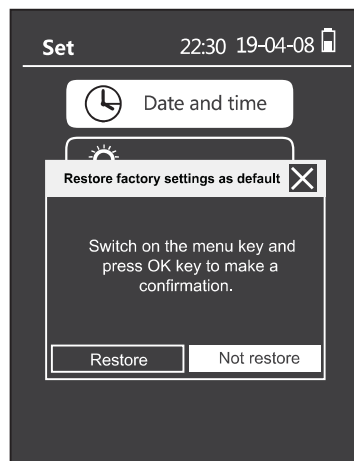 Set 22:30 19-04-08
Date and time
Restore factory settings as default
Switch on the menu key and
press OK key to make a
confirmation.
Restore Not restore